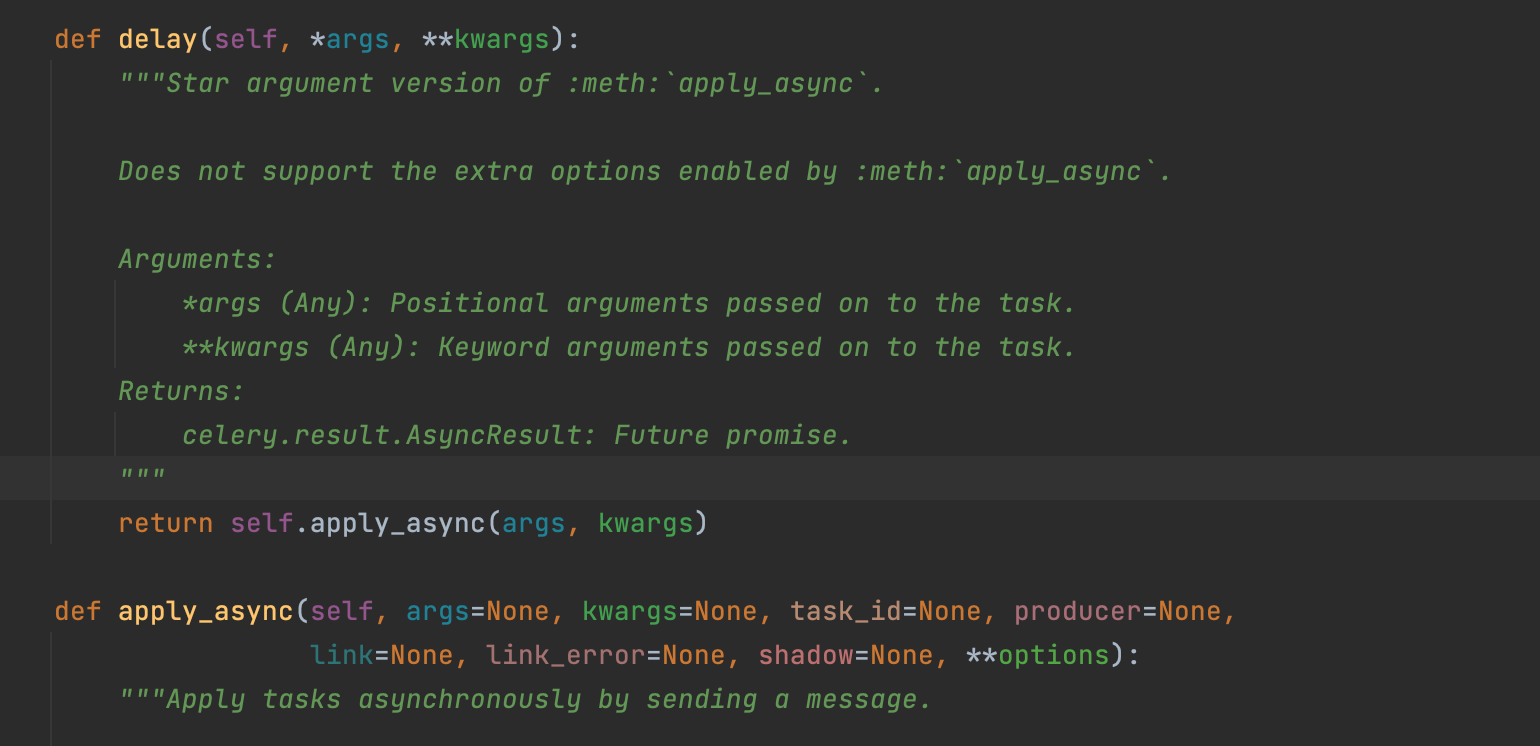 def delay(self, *args, **kwargs):
    """Star argument version of :meth:`apply_async`.

    Does not support the extra options enabled by :meth:`apply_async`.

    Arguments:
        *args (Any): Positional arguments passed on to the task.
        **kwargs (Any): Keyword arguments passed on to the task.
    Returns:
        celery.result.AsyncResult: Future promise.
    """
    return self.apply_async(args, kwargs)

def apply_async(self, args=None, kwargs=None, task_id=None, producer=None,
                link=None, link_error=None, shadow=None, **options):
    """Apply tasks asynchronously by sending a message.